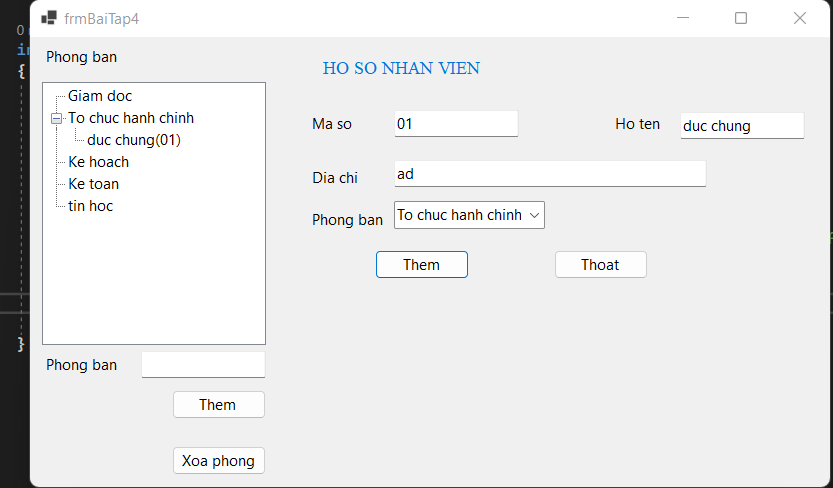 frmBaiTap4
0
in
{
}
Phong ban
Giam doc
To chuc hanh chinh
duc chung(01)
Ke hoach
Ke toan
tin hoc
Phong ban
Them
Xoa phong
HO SO NHAN VIEN
Ma so 01 Ho ten duc chung
Dia chi ad
Phong ban To chuc hanh chinh
Them Thoat